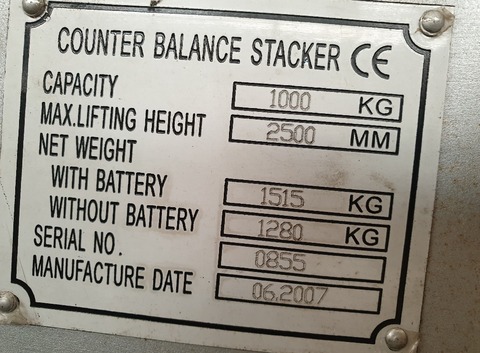 COUNTER BALANCE STACKER CE
CAPACITY 1000 KG
MAX.LIFTING HEIGHT 2500 MM
NET WEIGHT
WITH BATTERY 1515 KG
WITHOUT BATTERY 1280 KG
SERIAL NO. 0855
MANUFACTURE DATE 06.2007